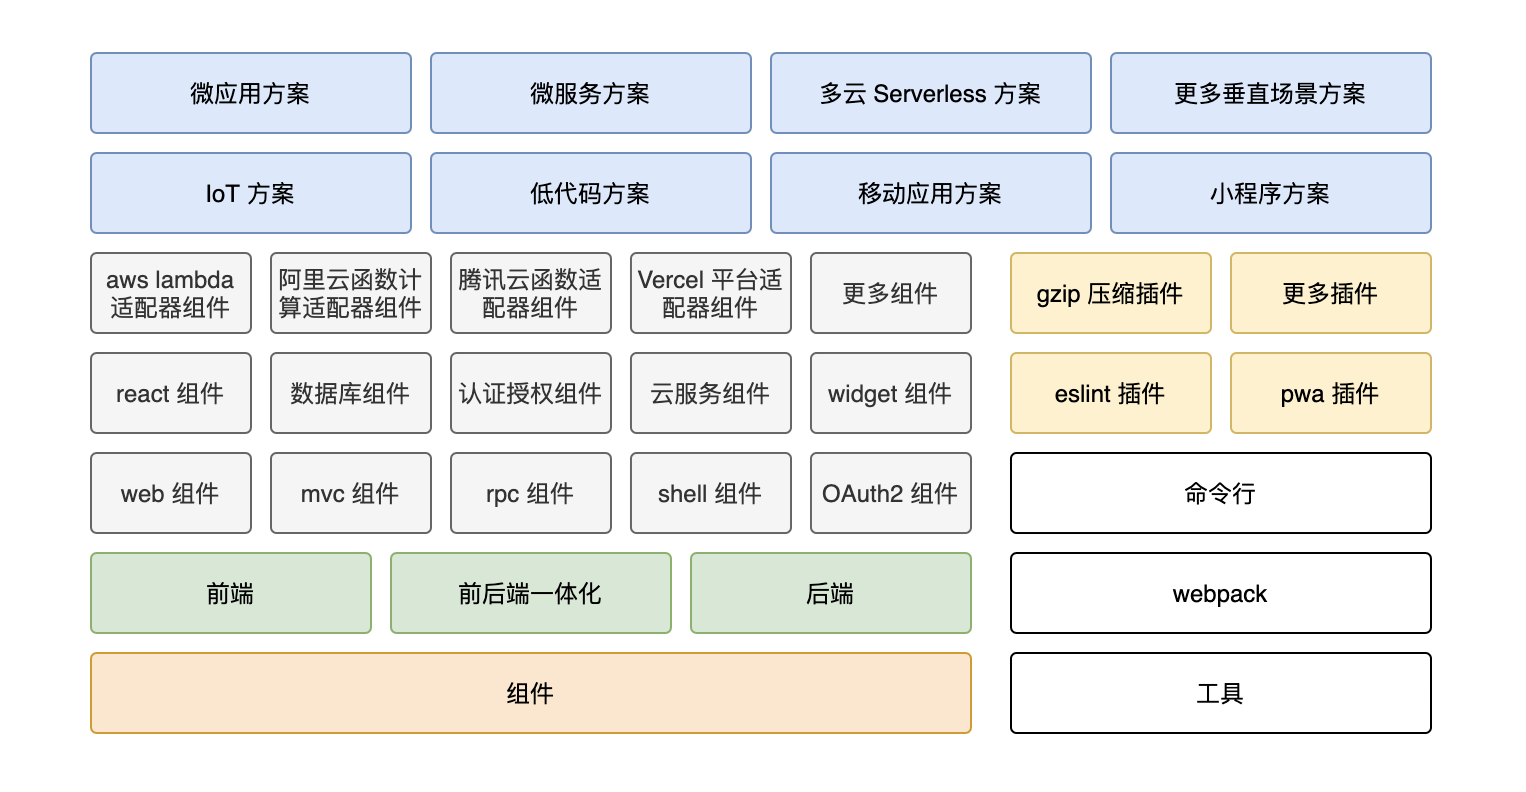 微应用方案
微服务方案
多云 Serverless 方案
更多垂直场景方案
IoT 方案
低代码方案
移动应用方案
小程序方案
aws lambda
适配器组件
阿里云函数计
算适配器组件
腾讯云函数适
配器组件
Vercel 平台适
配器组件
更多组件
gzip 压缩插件
更多插件
react 组件
数据库组件
认证授权组件
云服务组件
widget 组件
eslint 插件
pwa 插件
web 组件
mvc 组件
rpc 组件
shell 组件
OAuth2 组件
命令行
前端
前后端一体化
后端
webpack
组件
工具